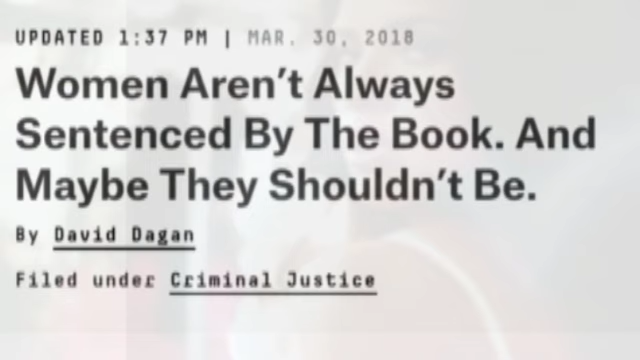 UPDATED 1:37 PM | MAR. 30, 2018
Women Aren't Always
Sentenced By The Book. And
Maybe They Shouldn't Be.
By David Dagan
Filed under Criminal Justice